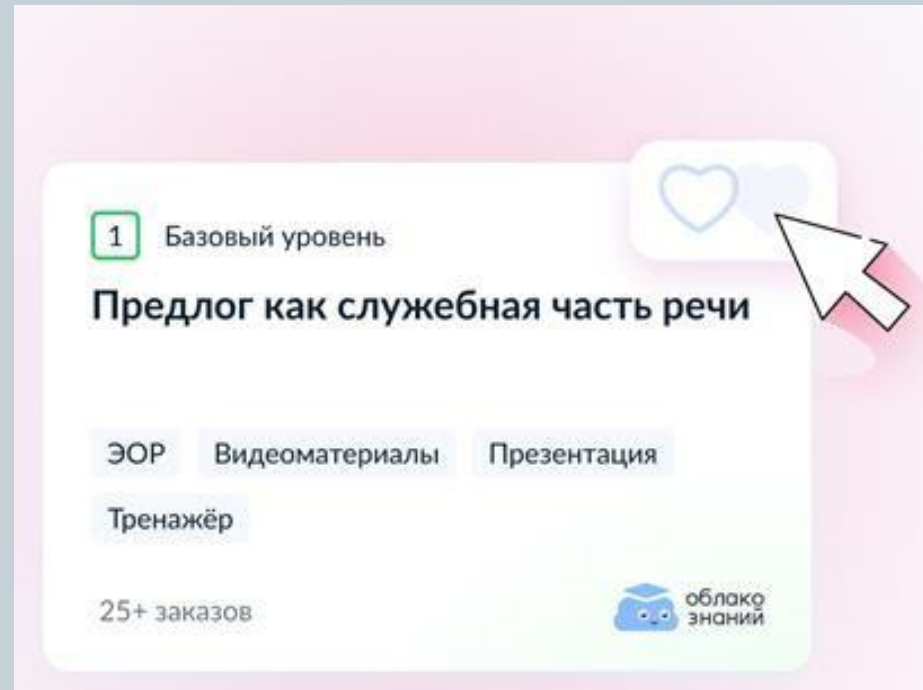 1 Базовый уровень
Предлог как служебная часть речи
ЭОР Видеоматериалы Презентация
Тренажёр
25+ заказов
облако
знаний